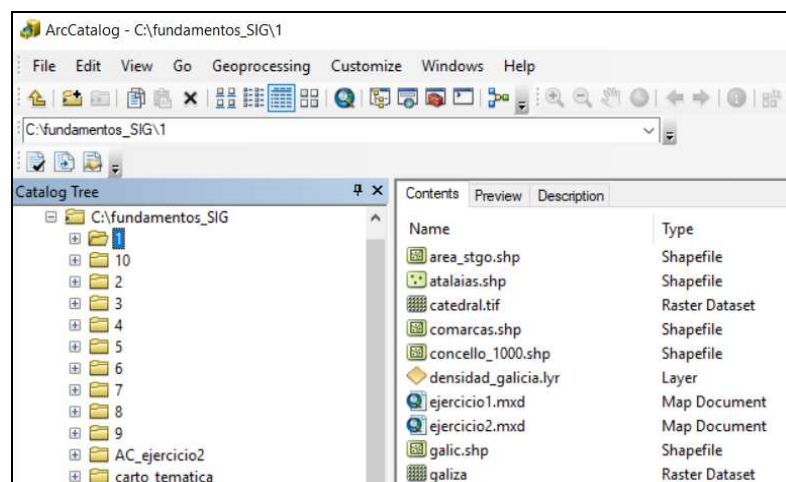 ArcCatalog - C:\fundamentos_SIG\1
File Edit View Go Geoprocessing Customize Windows Help
C:\fundamentos_SIG\1
Catalog Tree
C:\fundamentos_SIG
1
10
2
3
4
5
6
7
8
9
AC_ejercicio2
carto_tematica
Contents Preview Description
Name Type
area_stgo.shp Shapefile
atalaias.shp Shapefile
catedral.tif Raster Dataset
comarcas.shp Shapefile
concello_1000.shp Shapefile
densidad_galicia.lyr Layer
ejercicio1.mxd Map Document
ejercicio2.mxd Map Document
galic.shp Shapefile
galiza Raster Dataset